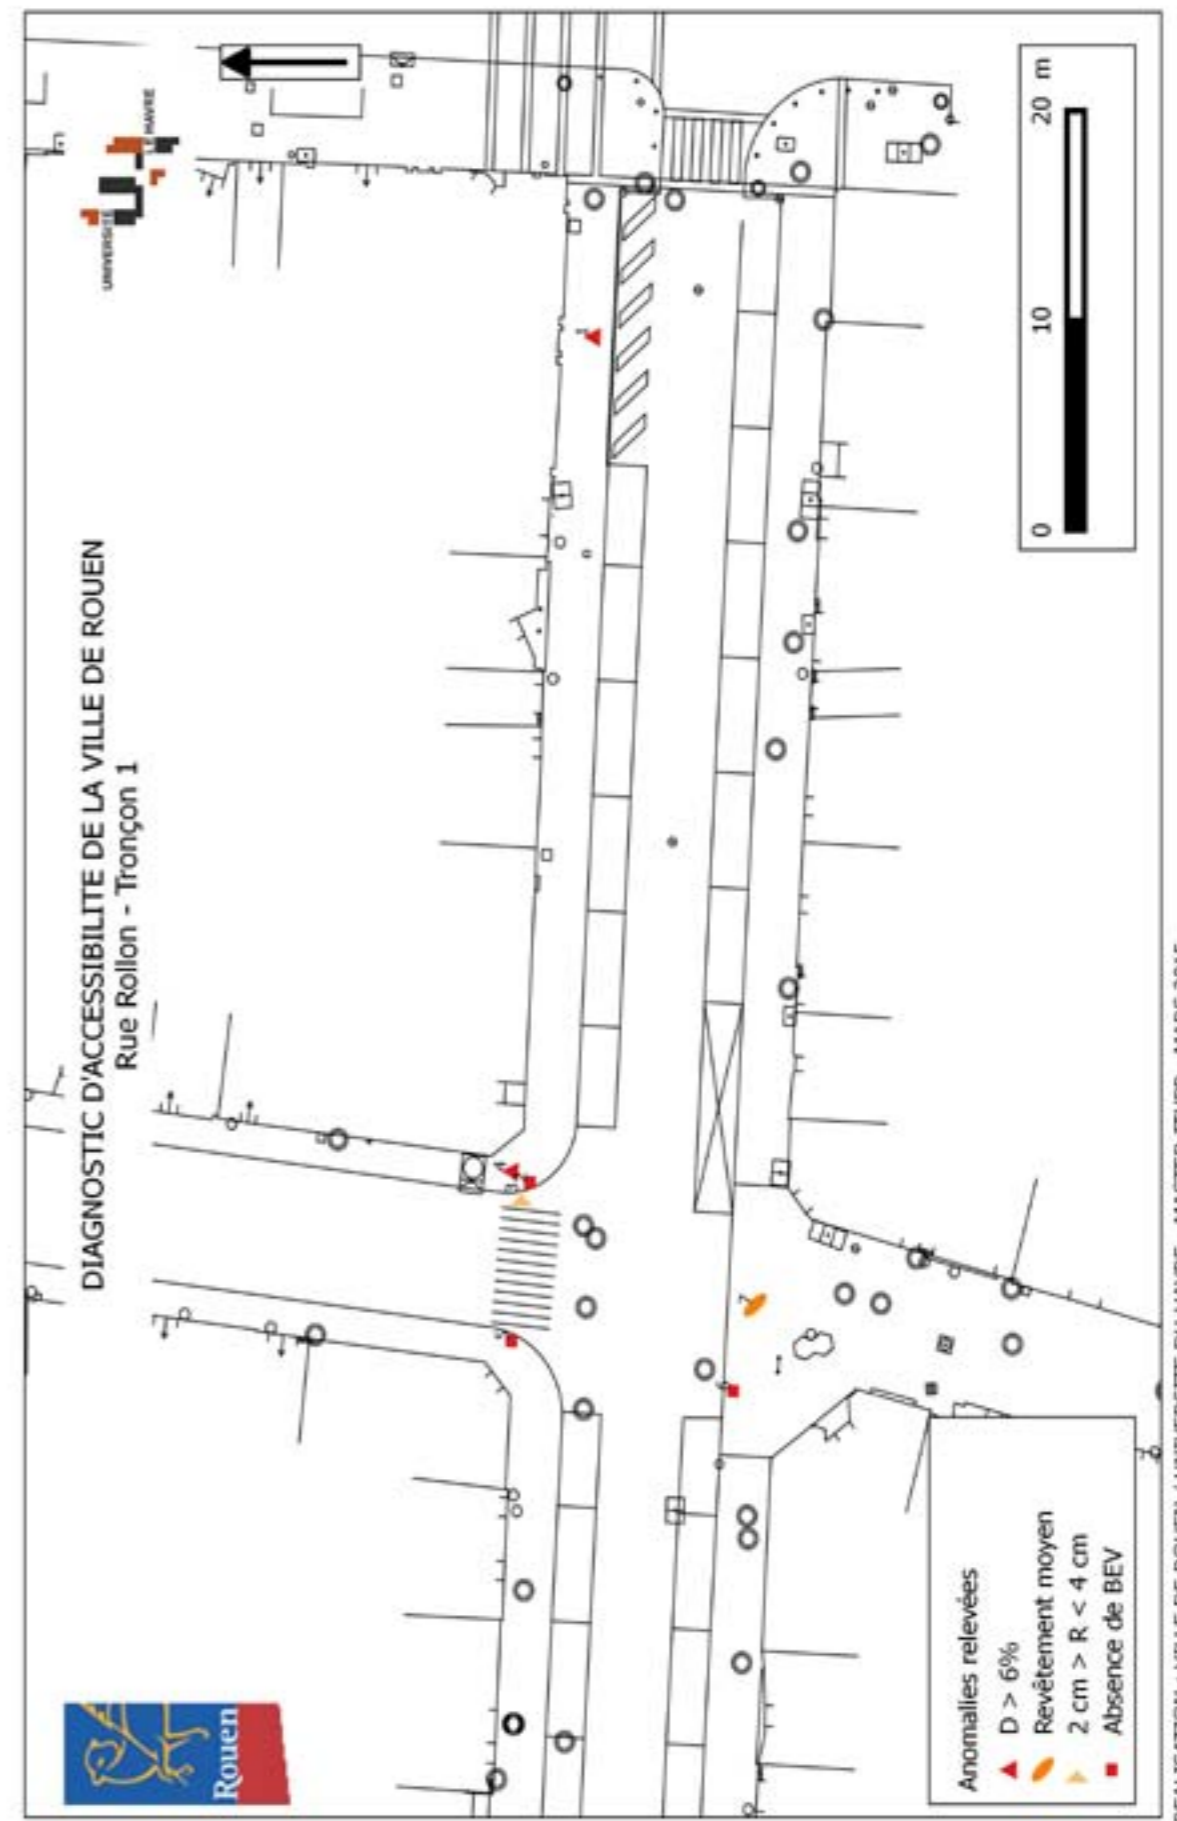 DIAGNOSTIC D'ACCESSIBILITE DE LA VILLE DE ROUEN
Rue Rollon - Tronçon 1
UNIVERSITÉ
LE HAVRE
Rouen
Anomalies relevées
D > 6%
Revêtement moyen
2 cm > R < 4 cm
Absence de BEV
0 10 20 m